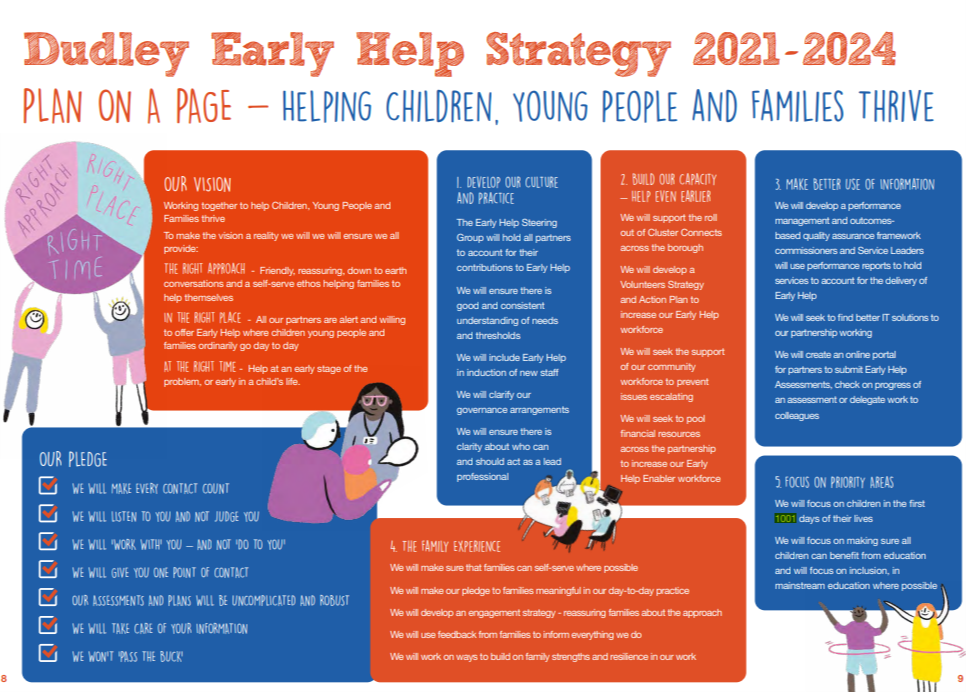 Dudley Early Help Strategy 2021-2024
PLAN ON A PAGE – HELPING CHILDREN, YOUNG PEOPLE AND FAMILIES THRIVE
RIGHT
APPROACH
RIGHT
PLACE
RIGHT
TIME
OUR VISION
Working together to help Children, Young People and
Families thrive
To make the vision a reality we will we will ensure we all
provide:
THE RIGHT APPROACH - Friendly, reassuring, down to earth
conversations and a self-serve ethos helping families to
help themselves
IN THE RIGHT PLACE - All our partners are alert and willing
to offer Early Help where children young people and
families ordinarily go day to day
AT THE RIGHT TIME - Help at an early stage of the
problem, or early in a child's life.
OUR PLEDGE
WE WILL MAKE EVERY CONTACT COUNT
WE WILL LISTEN TO YOU AND NOT JUDGE YOU
WE WILL 'WORK WITH' YOU – AND NOT 'DO TO YOU'
WE WILL GIVE YOU ONE POINT OF CONTACT
OUR ASSESSMENTS AND PLANS WILL BE UNCOMPLICATED AND ROBUST
WE WILL TAKE CARE OF YOUR INFORMATION
WE WON'T 'PASS THE BUCK'
1. DEVELOP OUR CULTURE
AND PRACTICE
The Early Help Steering
Group will hold all partners
to account for their
contributions to Early Help
We will ensure there is
good and consistent
understanding of needs
and thresholds
We will include Early Help
in induction of new staff
We will clarify our
governance arrangements
We will ensure there is
clarity about who can
and should act as a lead
professional
2. BUILD OUR CAPACITY
– HELP EVEN EARLIER
We will support the roll
out of Cluster Connects
across the borough
We will develop a
Volunteers Strategy
and Action Plan to
increase our Early Help
workforce
We will seek the support
of our community
workforce to prevent
issues escalating
We will seek to pool
financial resources
across the partnership
to increase our Early
Help Enabler workforce
3. MAKE BETTER USE OF INFORMATION
We will develop a performance
management and outcomes-
based quality assurance framework
commissioners and Service Leaders
will use performance reports to hold
services to account for the delivery of
Early Help
We will seek to find better IT solutions to
our partnership working
We will create an online portal
for partners to submit Early Help
Assessments, check on progress of
an assessment or delegate work to
colleagues
4. THE FAMILY EXPERIENCE
We will make sure that families can self-serve where possible
We will make our pledge to families meaningful in our day-to-day practice
We will develop an engagement strategy - reassuring families about the approach
We will use feedback from families to inform everything we do
We will work on ways to build on family strengths and resilience in our work
5. FOCUS ON PRIORITY AREAS
We will focus on children in the first
1001 days of their lives
We will focus on making sure all
children can benefit from education
and will focus on inclusion, in
mainstream education where possible
8
9